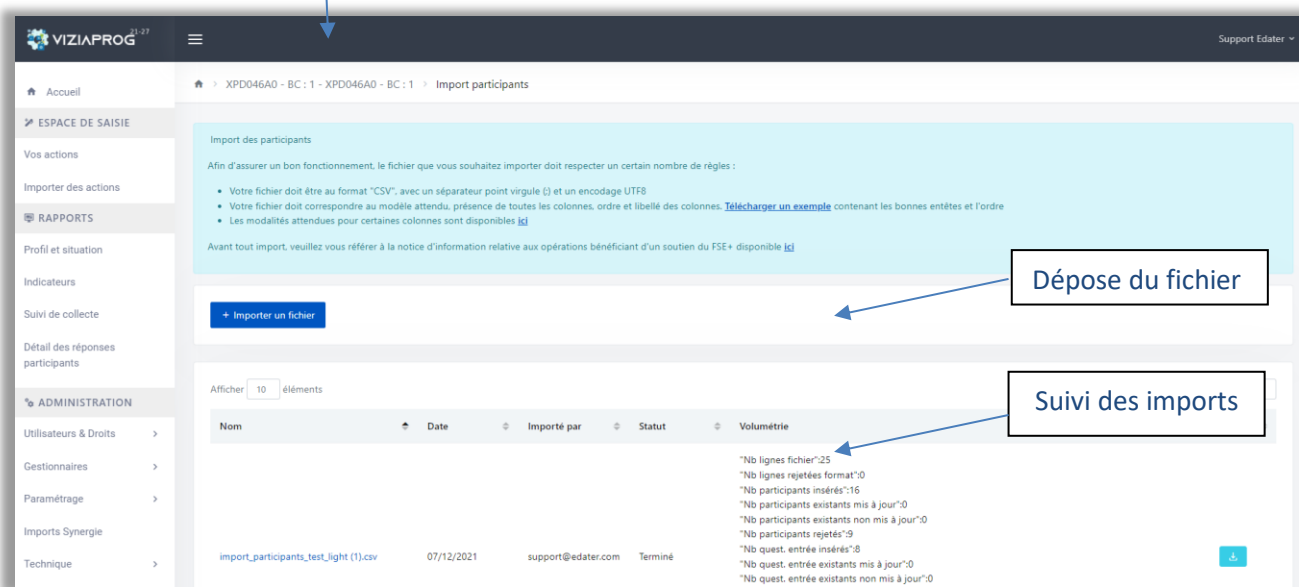 VIZIAPROG 21-27
Support Edater
Accueil
XPD046A0 - BC : 1 - XPD046A0 - BC : 1 > Import participants
ESPACE DE SAISIE
Vos actions
Importer des actions
RAPPORTS
Profil et situation
Indicateurs
Suivi de collecte
Détail des réponses
participants
ADMINISTRATION
Utilisateurs & Droits >
Gestionnaires >
Paramétrage >
Imports Synergie
Technique >
Import des participants
Afin d'assurer un bon fonctionnement, le fichier que vous souhaitez importer doit respecter un certain nombre de règles :
• Votre fichier doit être au format "CSV", avec un séparateur point virgule (;) et un encodage UTF8
• Votre fichier doit correspondre au modèle attendu, présence de toutes les colonnes, ordre et libellé des colonnes, Télécharger un exemple contenant les bonnes entêtes et l'ordre
• Les modalités attendues pour certaines colonnes sont disponibles ici
Avant tout import, veuillez vous référer à la notice d'information relative aux opérations bénéficiant d'un soutien du FSE+ disponible ici
Dépose du fichier
+ Importer un fichier
Afficher 10 éléments
Suivi des imports
Nom Date Importé par Statut Volumétrie
"Nb lignes fichier":25
"Nb lignes rejetées format":0
"Nb participants insérés":16
"Nb participants existants mis à jour":0
"Nb participants existants non mis à jour":0
"Nb participants rejetés":9
import_participants_test_light (1).csv 07/12/2021 support@edater.com Terminé "Nb quest. entrée insérés":8
"Nb quest. entrée existants mis à jour":0
"Nb quest. entrée existants non mis à jour":0